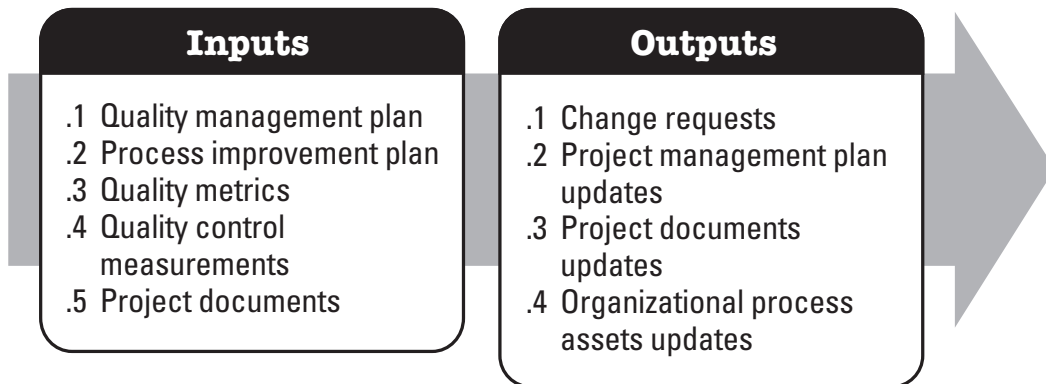 Inputs
.1 Quality management plan
.2 Process improvement plan
.3 Quality metrics
.4 Quality control
measurements
.5 Project documents
Outputs
.1 Change requests
.2 Project management plan
updates
.3 Project documents
updates
.4 Organizational process
assets updates